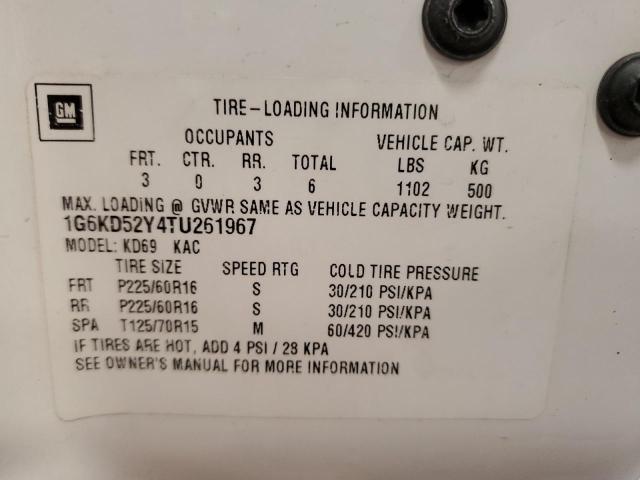 GM
TIRE-LOADING INFORMATION
OCCUPANTS VEHICLE CAP. WT.
FRT. CTR. RR. TOTAL LBS KG
3 0 3 6 1102 500
MAX. LOADING @ GVWR SAME AS VEHICLE CAPACITY WEIGHT.
1G6KD52Y4TU261967
MODEL: KD69 KAC
TIRE SIZE SPEED RTG COLD TIRE PRESSURE
FRT P225/60R16 S 30/210 PSI/KPA
RR P225/60R16 S 30/210 PSI/KPA
SPA T125/70R15 M 60/420 PSI/KPA
IF TIRES ARE HOT, ADD 4 PSI / 28 KPA
SEE OWNER'S MANUAL FOR MORE INFORMATION